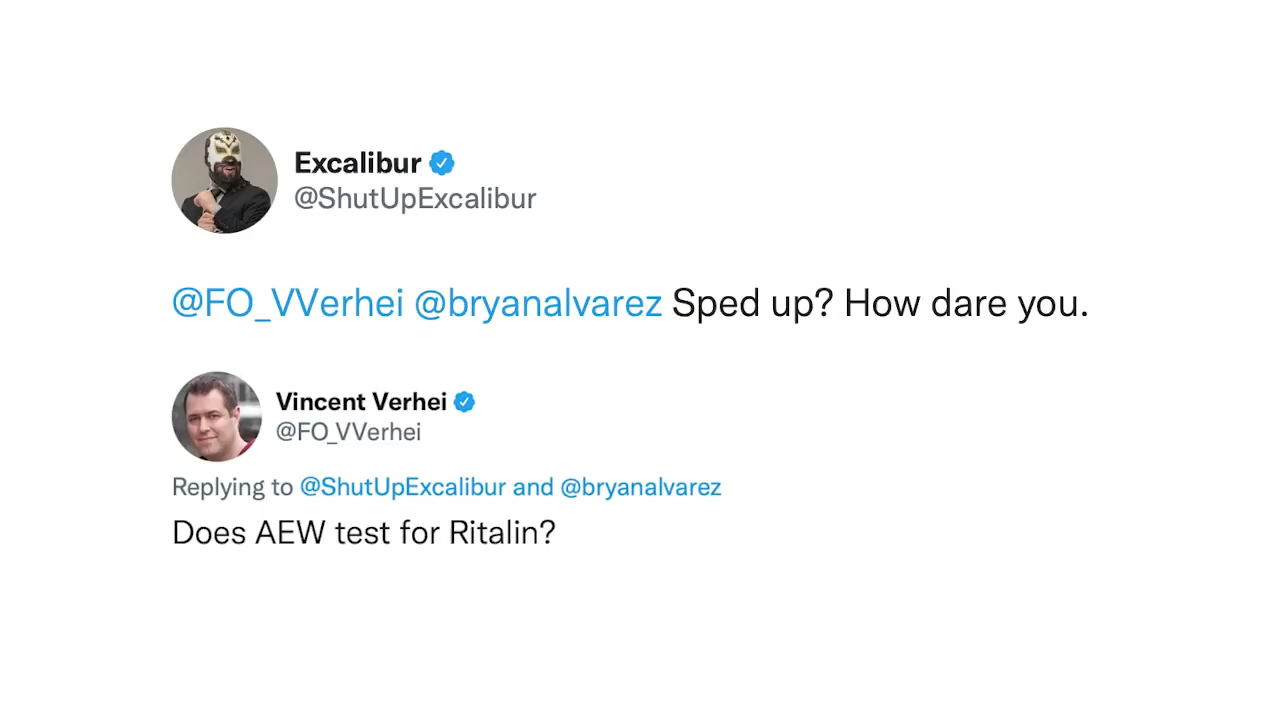 Excalibur
@ShutUpExcalibur
@FO_VVerhei @bryanalvarez Sped up? How dare you.
Vincent Verhei
@FO_VVerhei
Replying to @ShutUpExcalibur and @bryanalvarez
Does AEW test for Ritalin?